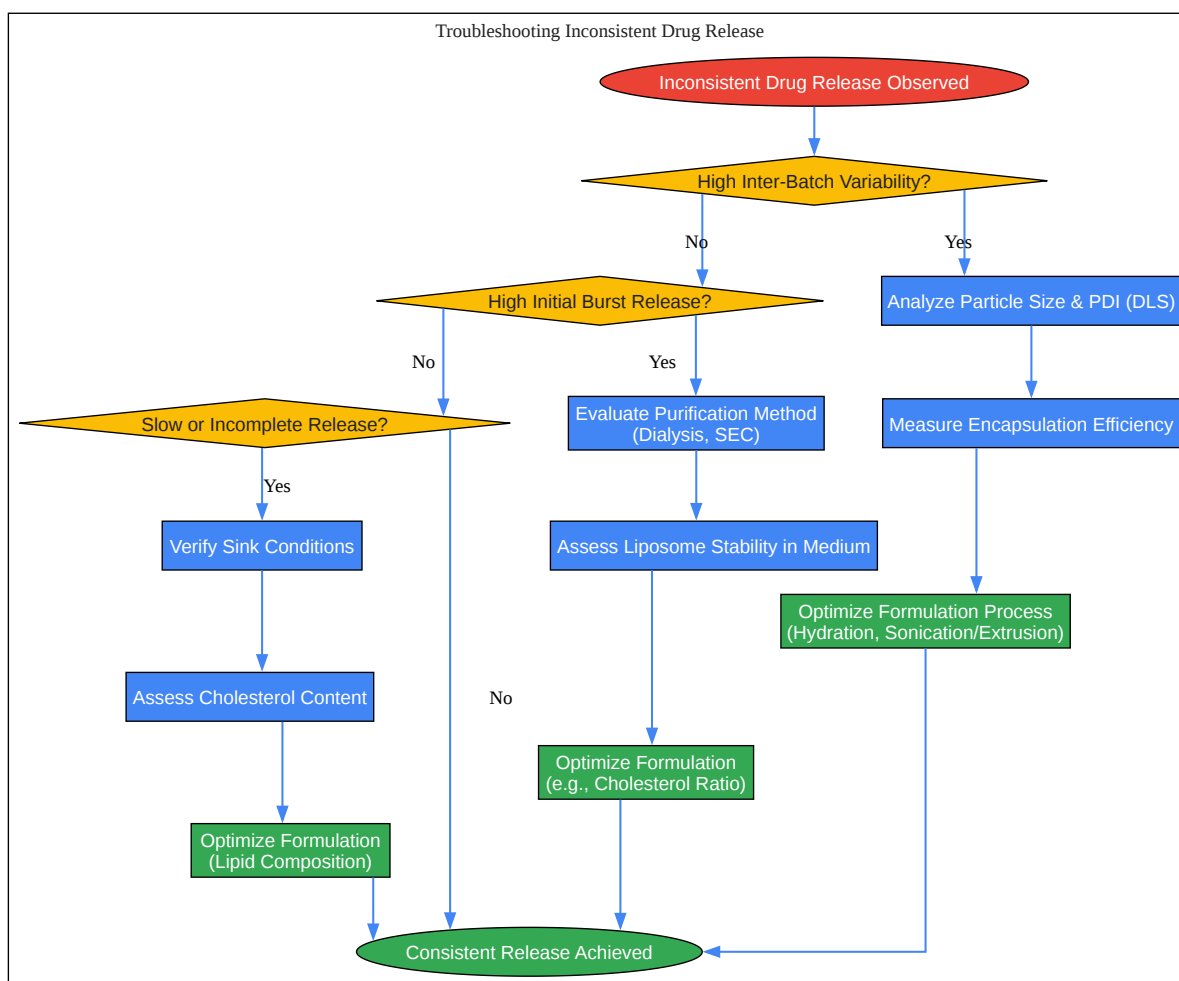 Troubleshooting Inconsistent Drug Release
Inconsistent Drug Release Observed
High Inter-Batch Variability?
No
Yes
High Initial Burst Release?
Analyze Particle Size & PDI (DLS)
No
Yes
Slow or Incomplete Release?
Evaluate Purification Method
(Dialysis, SEC)
Measure Encapsulation Efficiency
Yes
Verify Sink Conditions
Assess Liposome Stability in Medium
Optimize Formulation Process
(Hydration, Sonication/Extrusion)
Assess Cholesterol Content
No
Optimize Formulation
(e.g., Cholesterol Ratio)
Optimize Formulation
(Lipid Composition)
Consistent Release Achieved